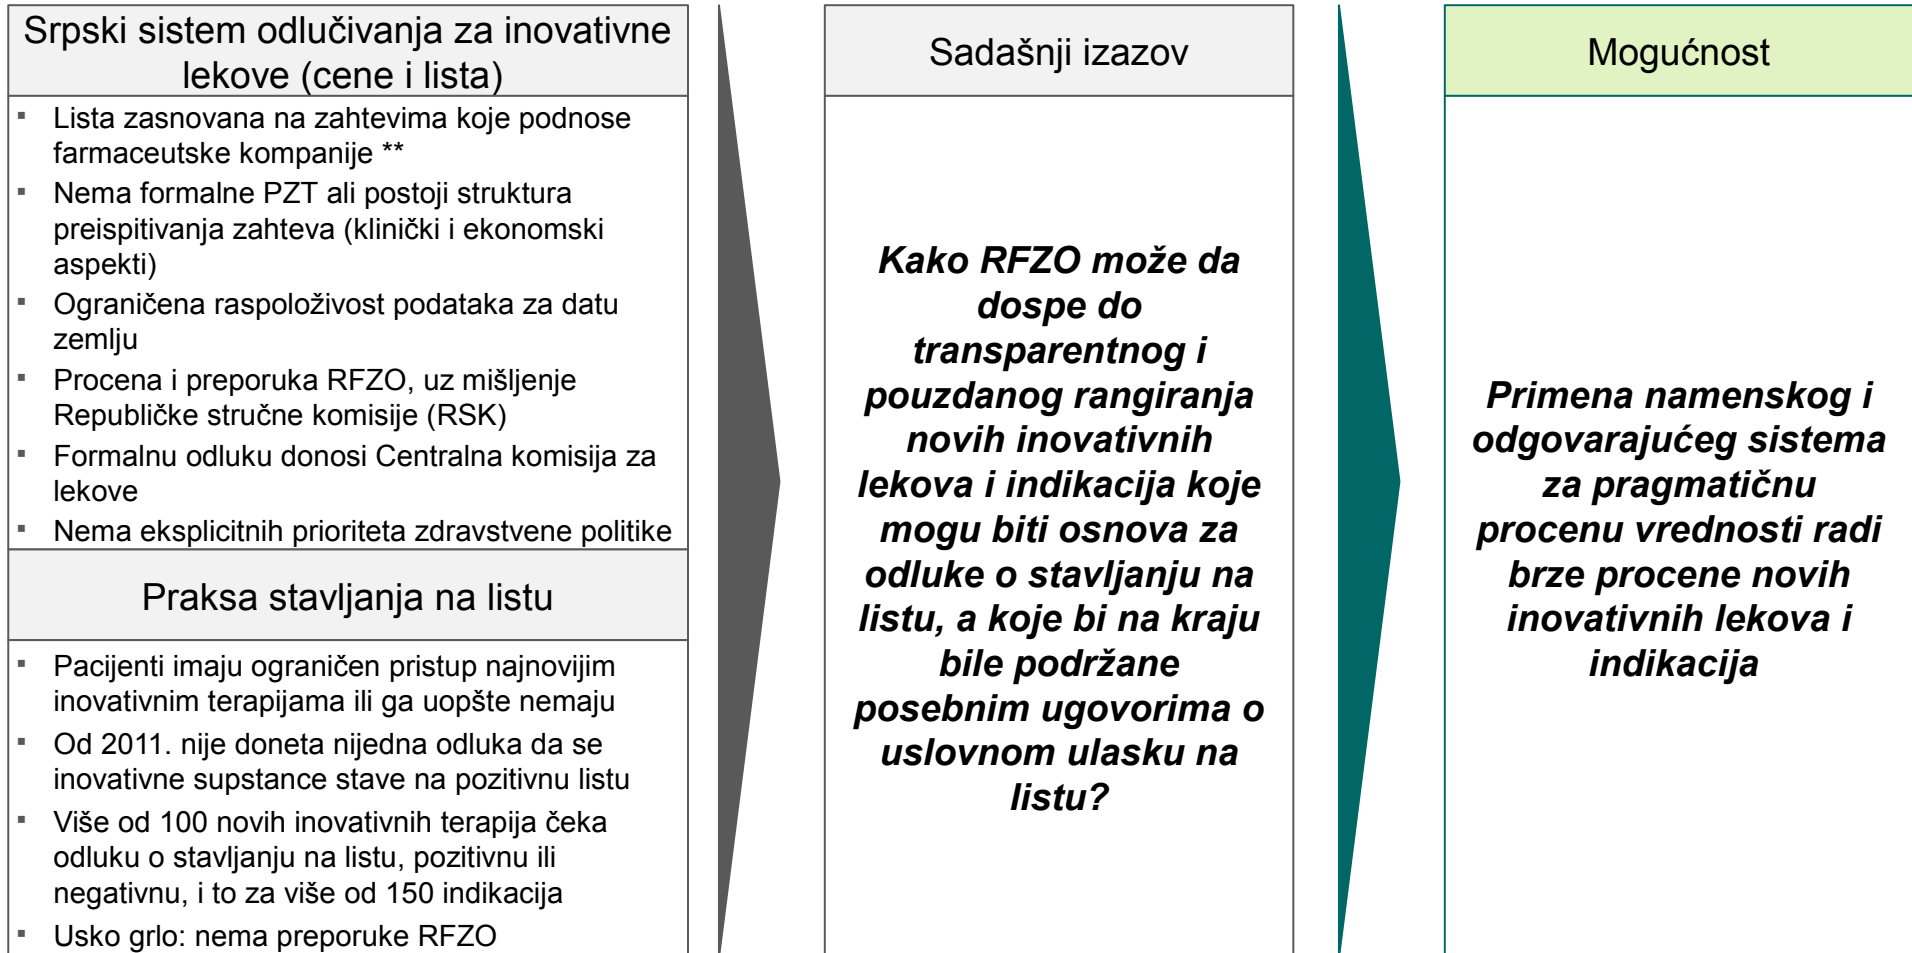 Srpski sistem odlučivanja za inovativne
lekove (cene i lista)
▪ Lista zasnovana na zahtevima koje podnose
farmaceutske kompanije **
▪ Nema formalne PZT ali postoji struktura
preispitivanja zahteva (klinički i ekonomski
aspekti)
▪ Ograničena raspoloživost podataka za datu
zemlju
▪ Procena i preporuka RFZO, uz mišljenje
Republičke stručne komisije (RSK)
▪ Formalnu odluku donosi Centralna komisija za
lekove
▪ Nema eksplicitnih prioriteta zdravstvene politike
Praksa stavljanja na listu
▪ Pacijenti imaju ograničen pristup najnovijim
inovativnim terapijama ili ga uopšte nemaju
▪ Od 2011. nije doneta nijedna odluka da se
inovativne supstance stave na pozitivnu listu
▪ Više od 100 novih inovativnih terapija čeka
odluku o stavljanju na listu, pozitivnu ili
negativnu, i to za više od 150 indikacija
▪ Usko grlo: nema preporuke RFZO
Sadašnji izazov
Kako RFZO može da
dospe do
transparentnog i
pouzdanog rangiranja
novih inovativnih
lekova i indikacija koje
mogu biti osnova za
odluke o stavljanju na
listu, a koje bi na kraju
bile podržane
posebnim ugovorima o
uslovnom ulasku na
listu?
Mogućnost
Primena namenskog i
odgovarajućeg sistema
za pragmatičnu
procenu vrednosti radi
brze procene novih
inovativnih lekova i
indikacija